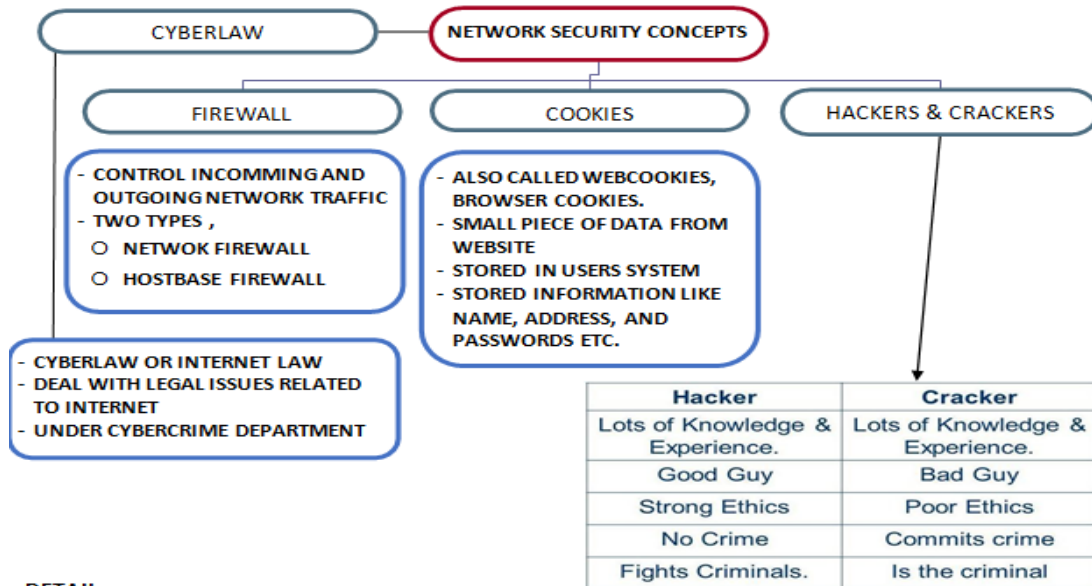 CYBERLAW
NETWORK SECURITY CONCEPTS
FIREWALL
COOKIES
HACKERS & CRACKERS
- CONTROL INCOMMING AND
OUTGOING NETWORK TRAFFIC
- TWO TYPES ,
○ NETWOK FIREWALL
○ HOSTBASE FIREWALL
- ALSO CALLED WEBCOOKIES,
BROWSER COOKIES.
- SMALL PIECE OF DATA FROM
WEBSITE
- STORED IN USERS SYSTEM
- STORED INFORMATION LIKE
NAME, ADDRESS, AND
PASSWORDS ETC.
- CYBERLAW OR INTERNET LAW
- DEAL WITH LEGAL ISSUES RELATED
TO INTERNET
- UNDER CYBERCRIME DEPARTMENT
Hacker Cracker
Lots of Knowledge & Lots of Knowledge &
Experience. Experience.
Good Guy Bad Guy
Strong Ethics Poor Ethics
No Crime Commits crime
Fights Criminals. Is the criminal